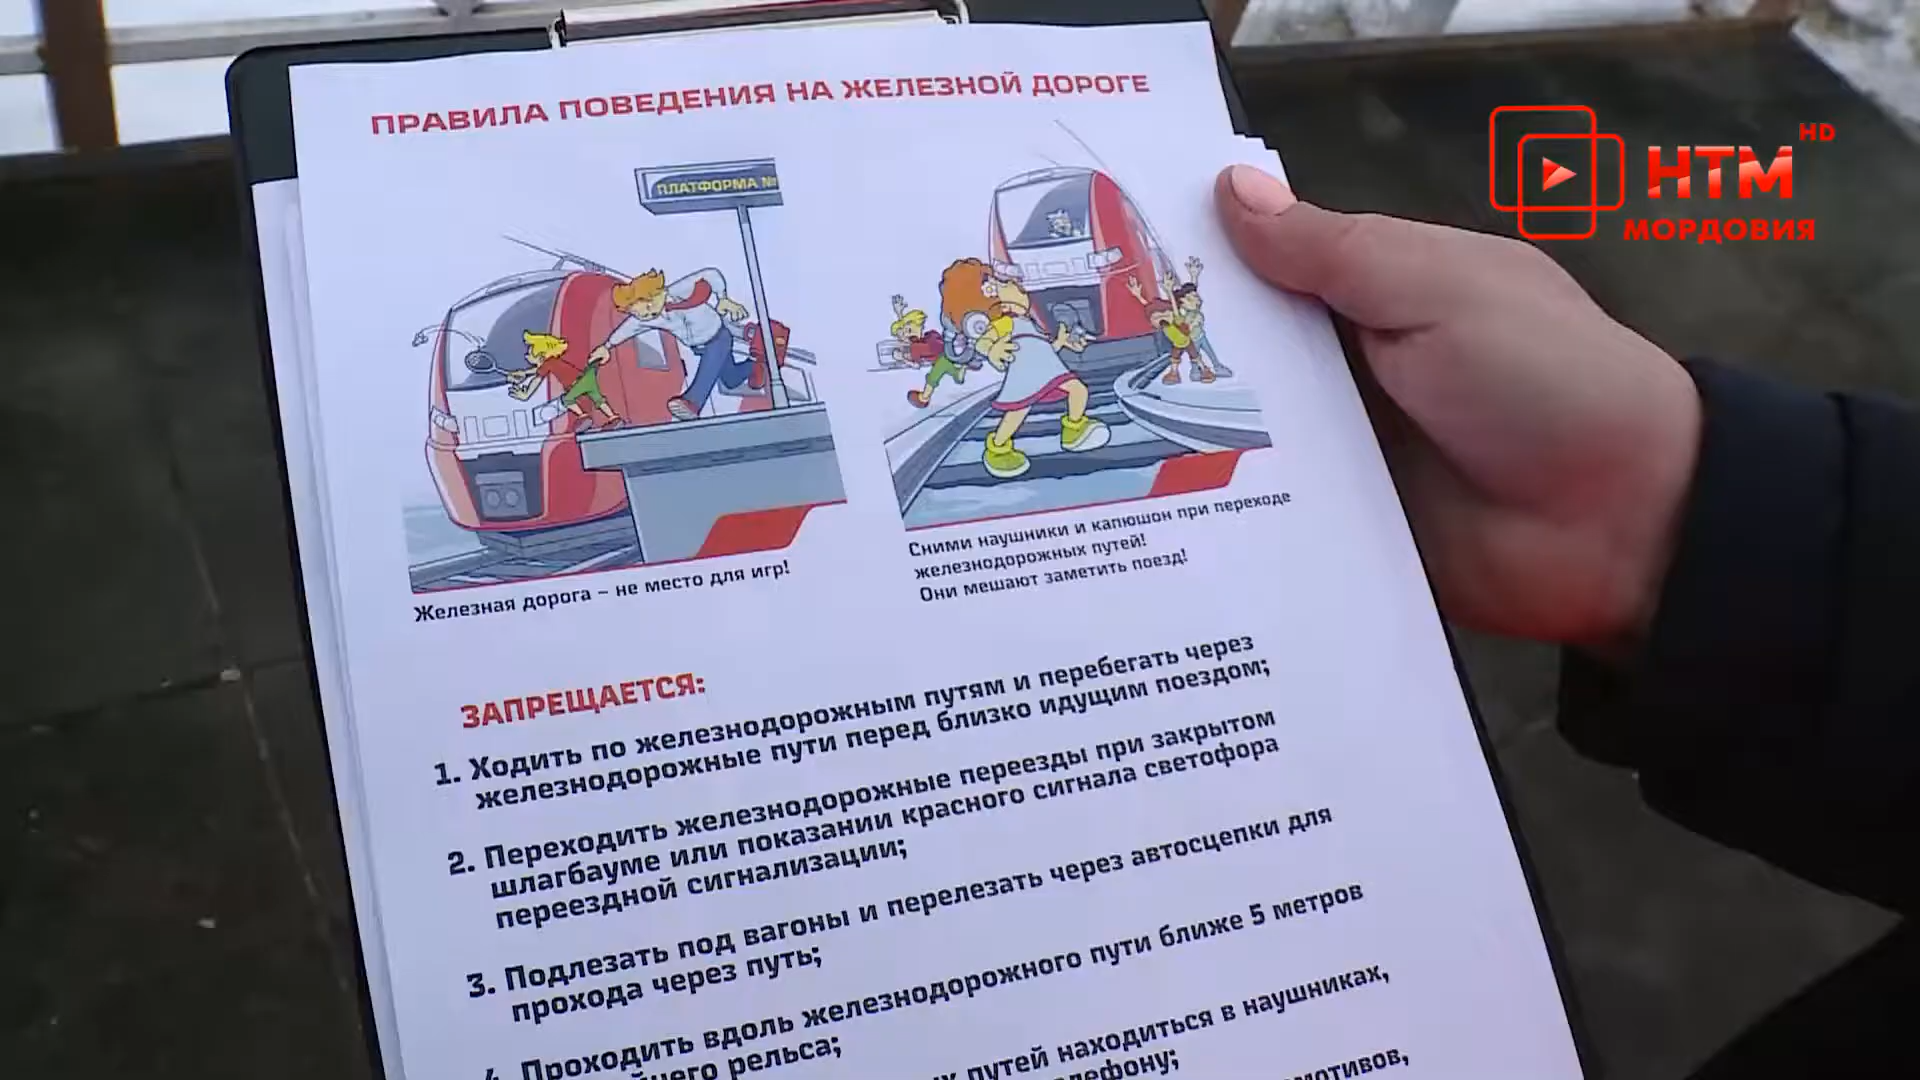 ПРАВИЛА ПОВЕДЕНИЯ НА ЖЕЛЕЗНОЙ ДОРОГЕ
ПЛАТФОРМА №
HD
НТМ
МОРДОВИЯ
Железная дорога – не место для игр!
Сними наушники и капюшон при переходе
железнодорожных путей!
Они мешают заметить поезд!
ЗАПРЕЩАЕТСЯ:
1. Ходить по железнодорожным путям и перебегать через
железнодорожные пути перед близко идущим поездом;
2. Переходить железнодорожные переезды при закрытом
шлагбауме или показании красного сигнала светофора
переездной сигнализации;
3. Подлезать под вагоны и перелезать через автосцепки для
прохода через путь;
4. Проходить вдоль железнодорожного пути ближе 5 метров
рельса;
путей находиться в наушниках,